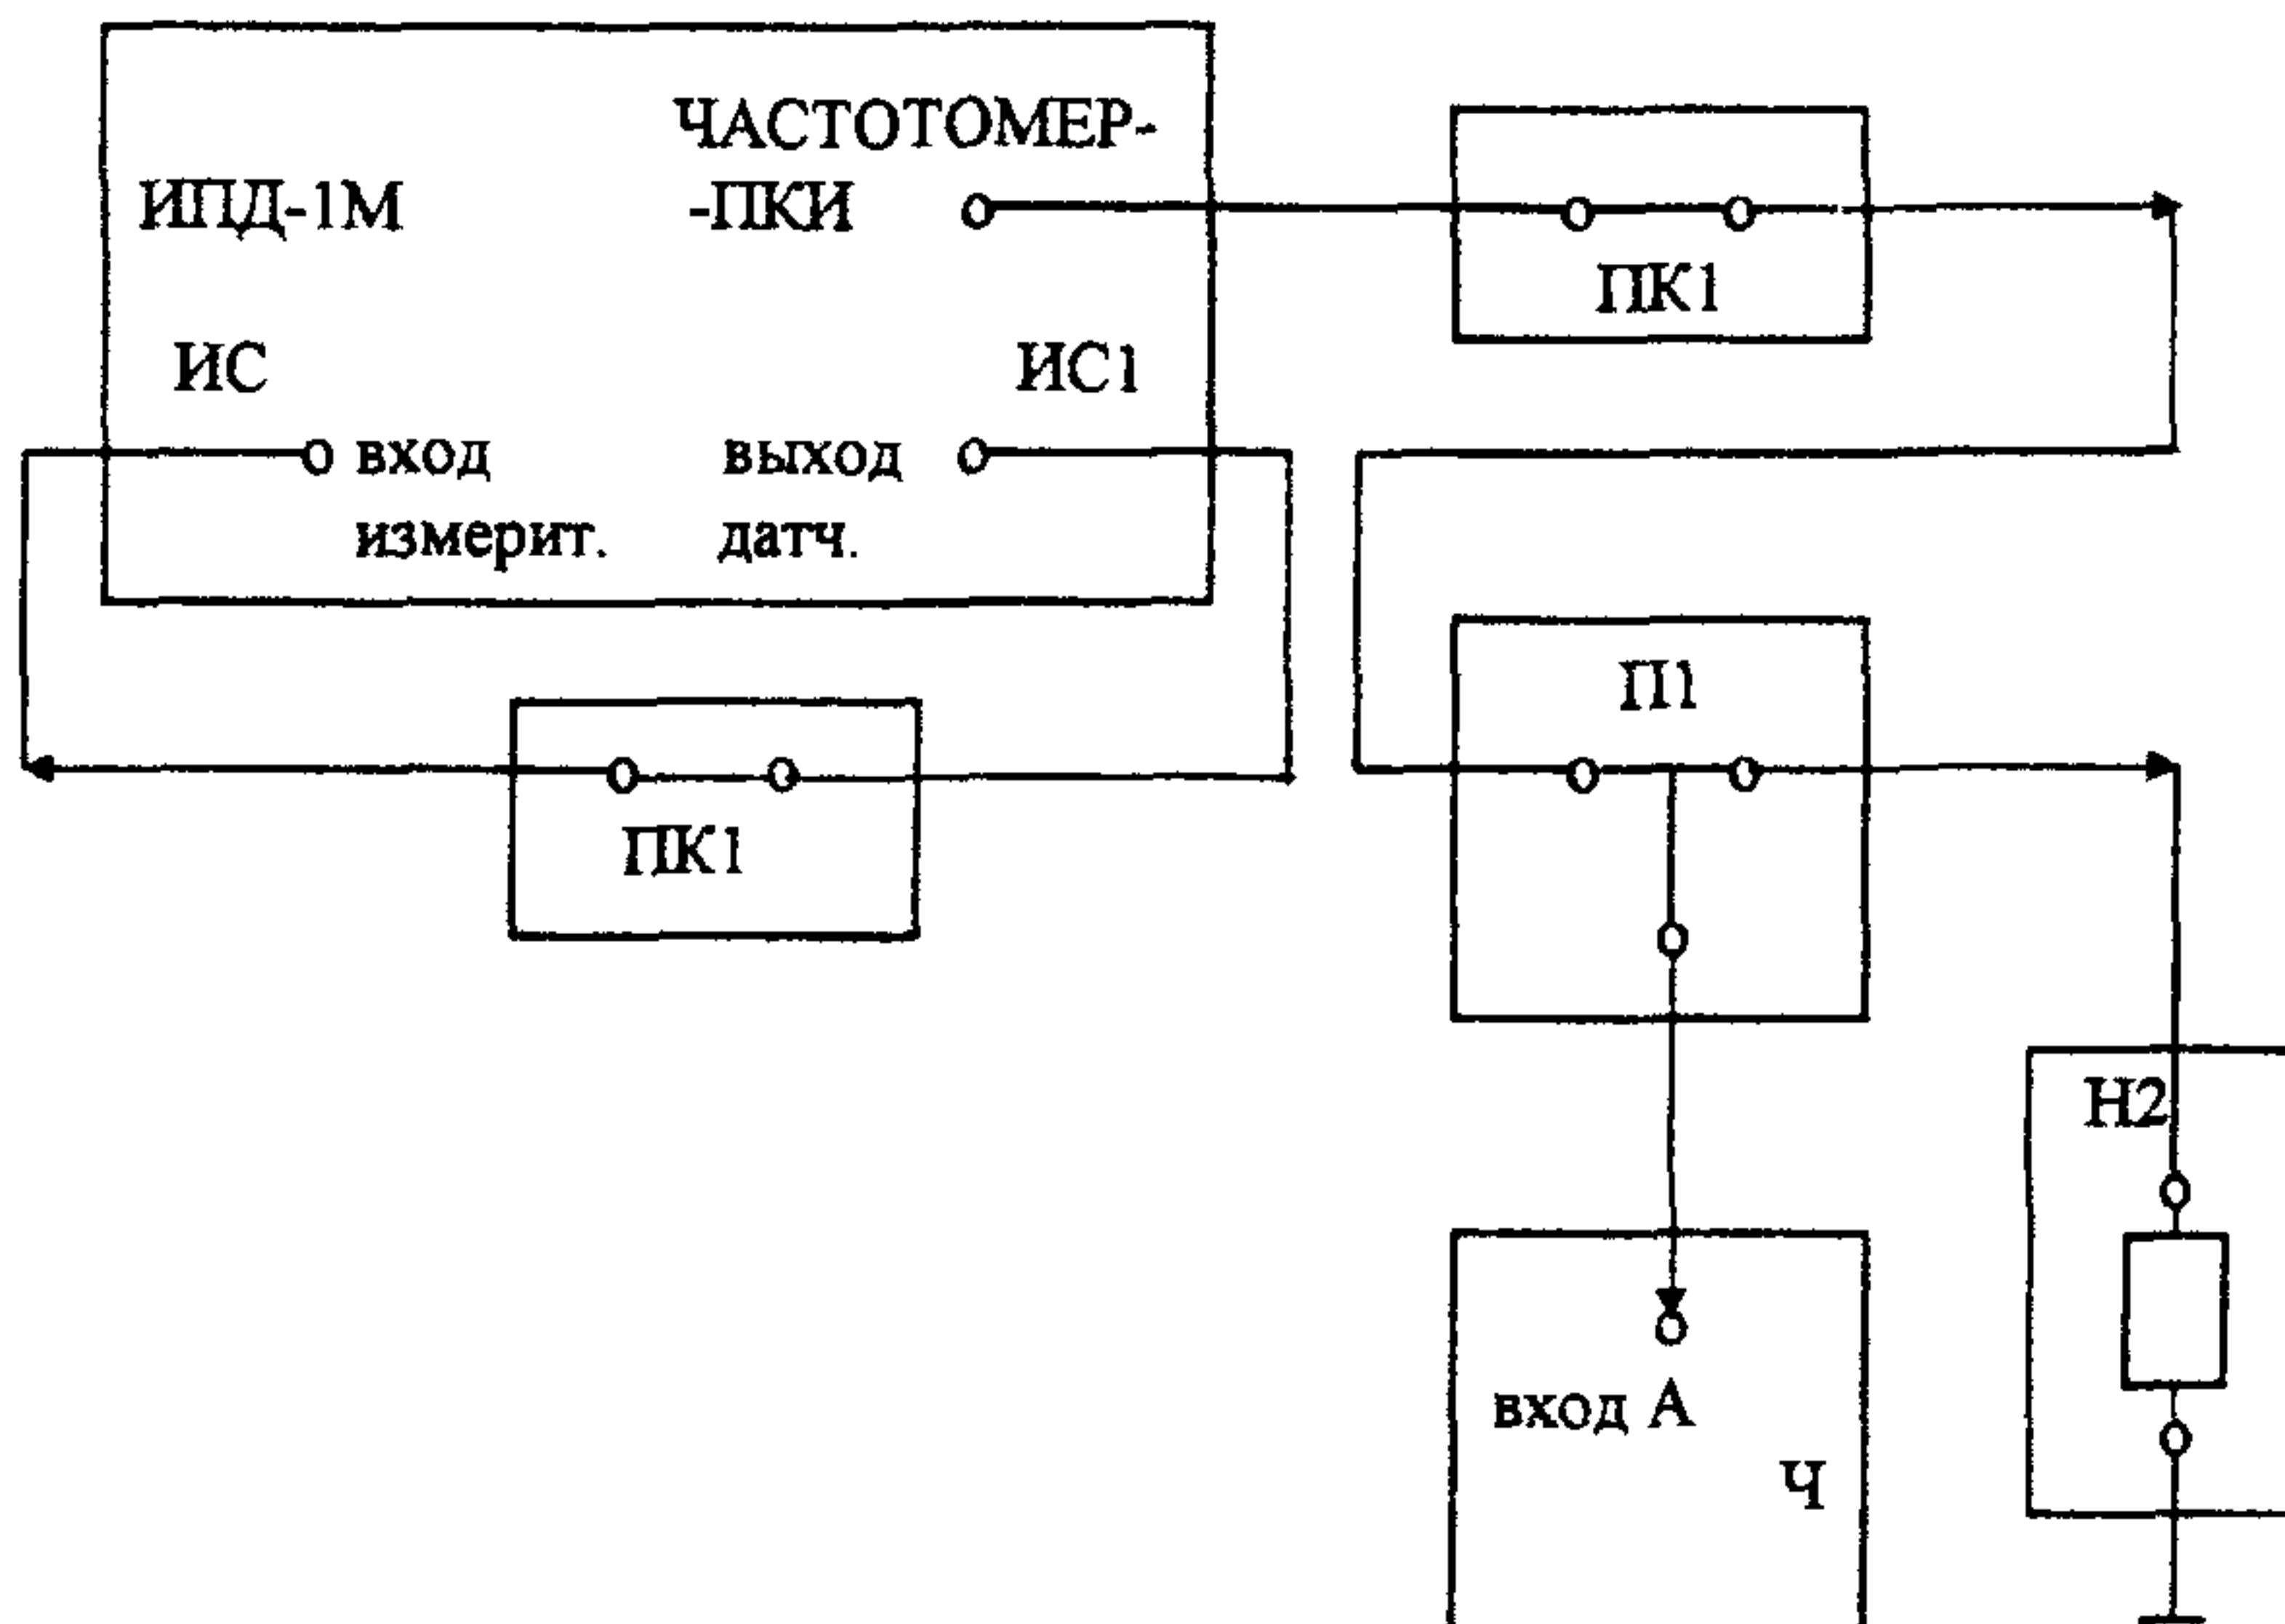 ЧАСТОТОМЕР-
ИПД-1М
-ПКИ
ПК1
ИС
ИС1
вход
выход
измерит.
датч.
П1
ПК1
Н2
вход А
Ч